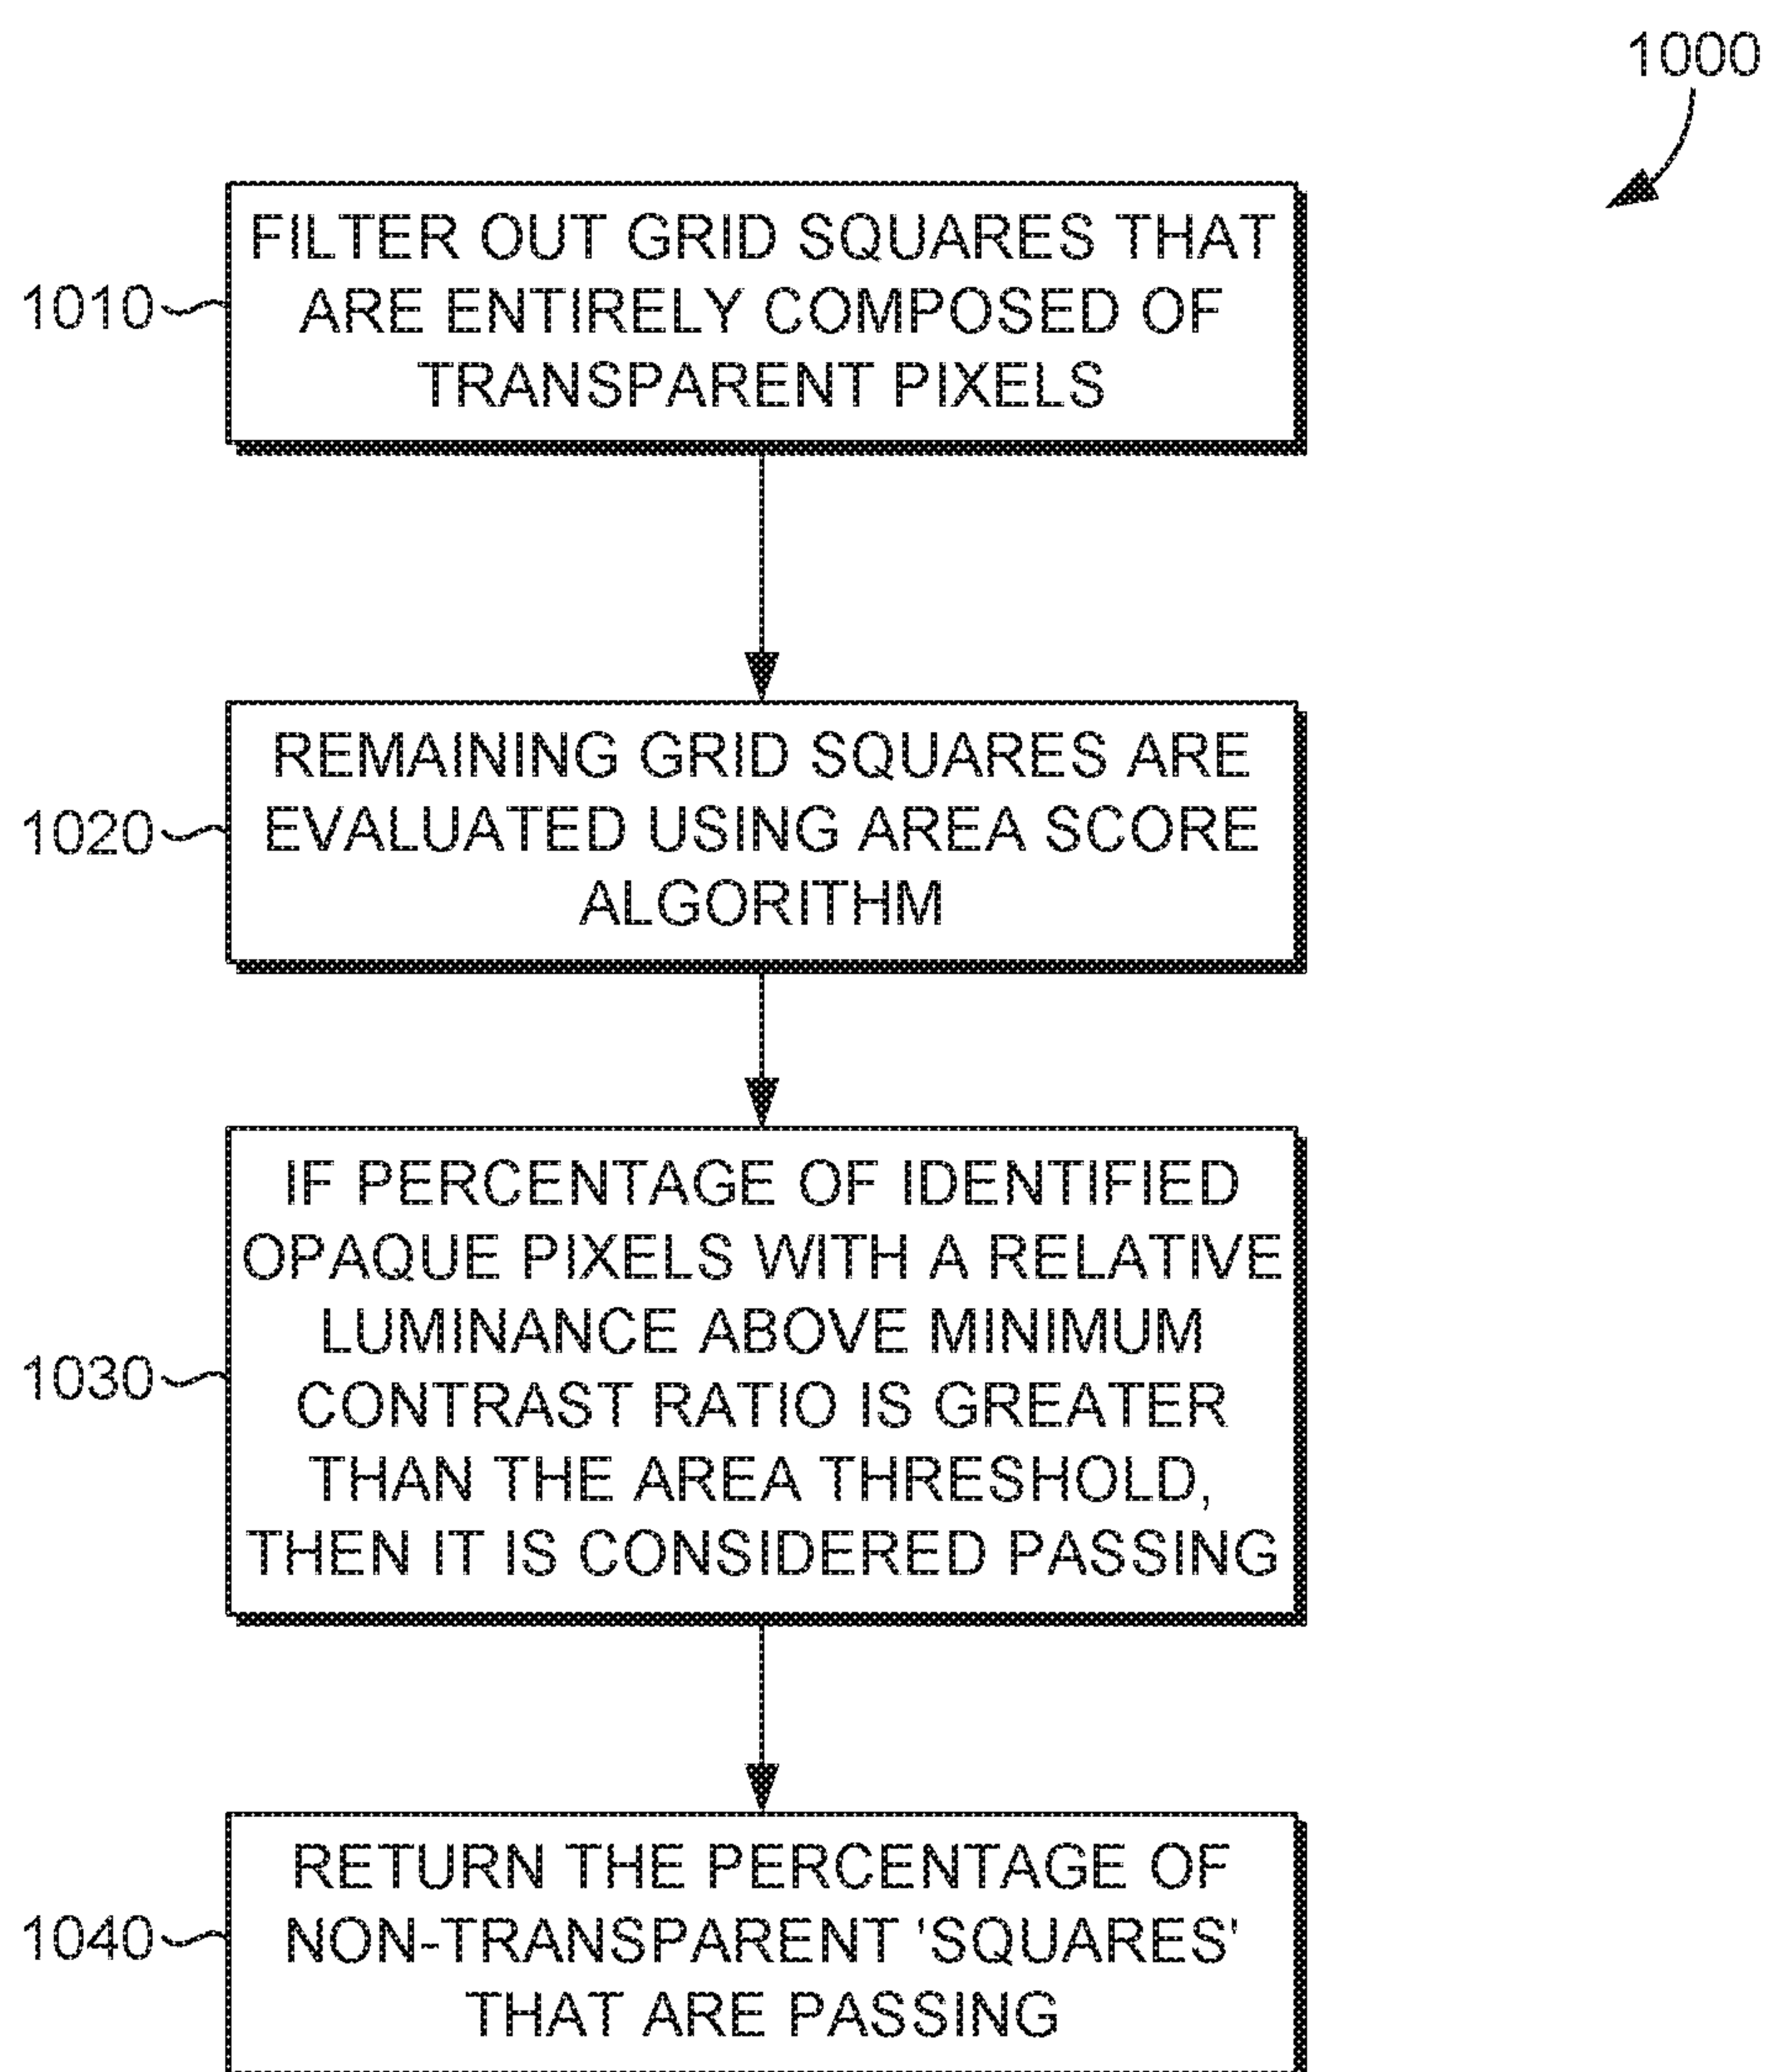 1000
FILTER OUT GRID SQUARES THAT
ARE ENTIRELY COMPOSED OF
TRANSPARENT PIXELS
1010
REMAINING GRID SQUARES ARE
EVALUATED USING AREA SCORE
ALGORITHM
1020
IF PERCENTAGE OF IDENTIFIED
OPAQUE PIXELS WITH A RELATIVE
LUMINANCE ABOVE MINIMUM
CONTRAST RATIO IS GREATER
THAN THE AREA THRESHOLD,
THEN IT IS CONSIDERED PASSING
1030
RETURN THE PERCENTAGE OF
NON-TRANSPARENT 'SQUARES'
THAT ARE PASSING
1040